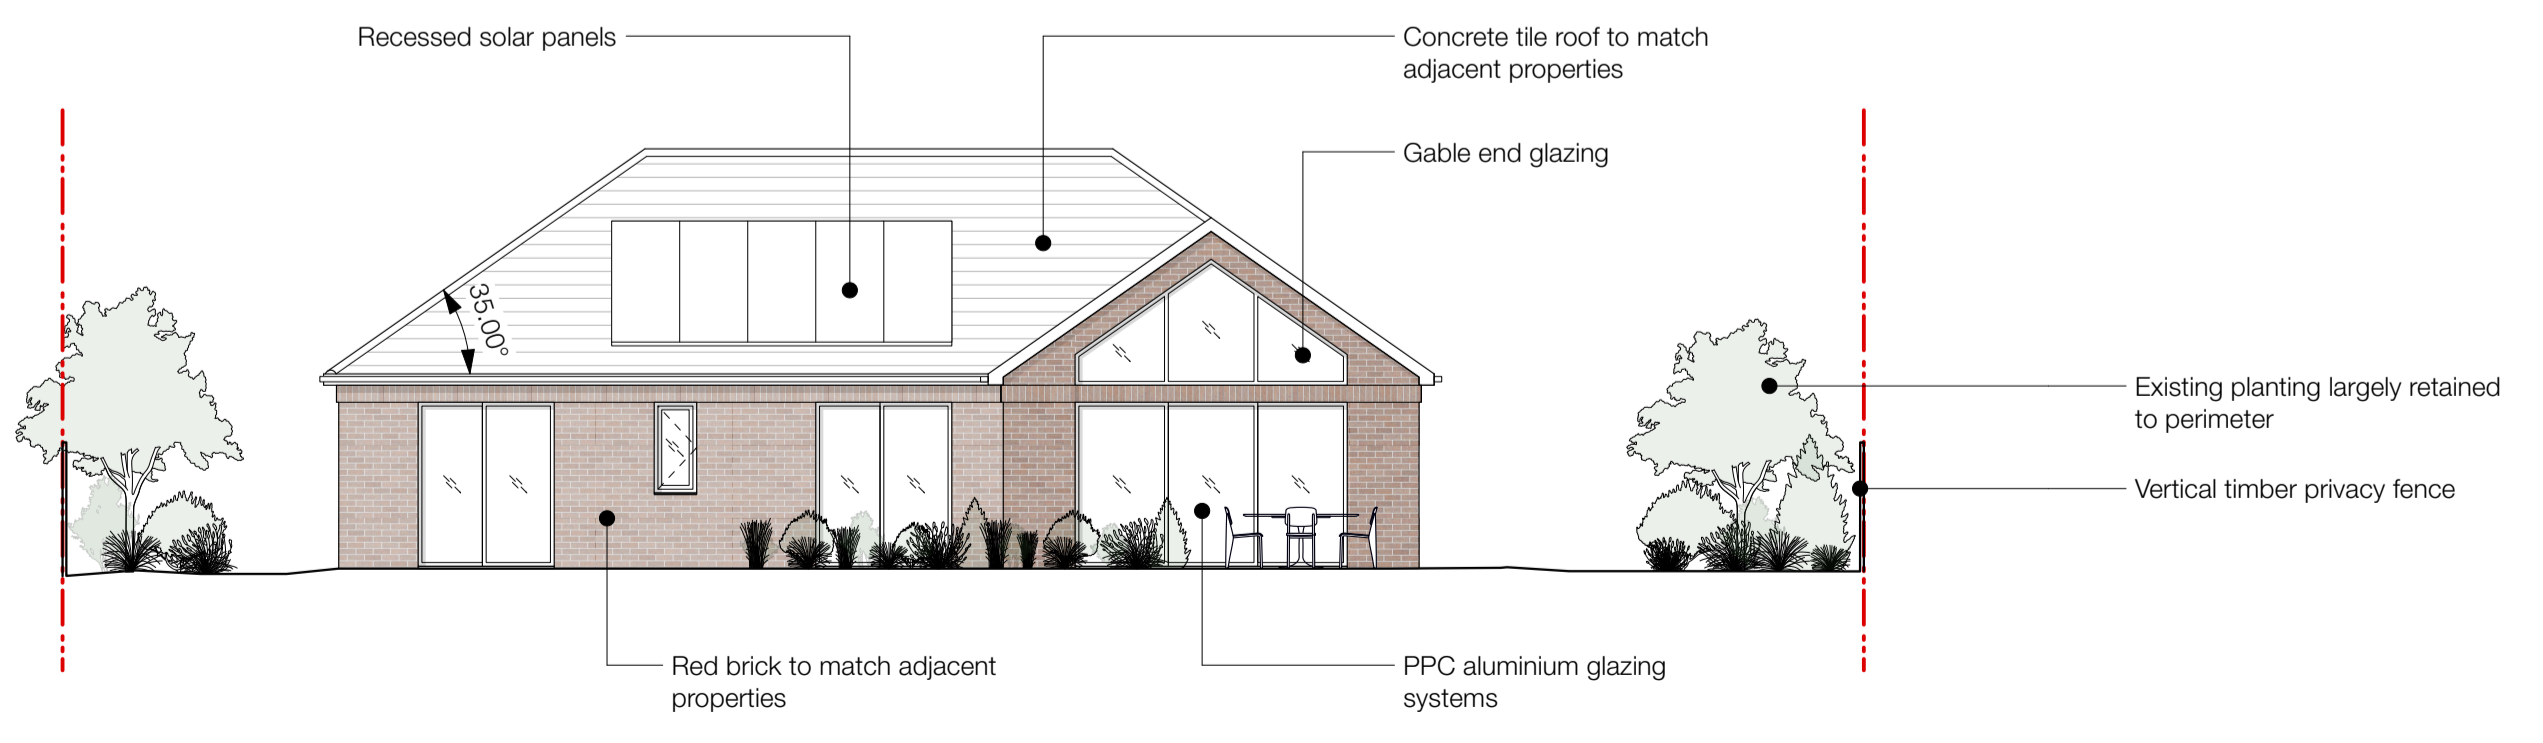 Recessed solar panels
Concrete tile roof to match
adjacent properties
Gable end glazing
35.00°
Existing planting largely retained
to perimeter
Vertical timber privacy fence
Red brick to match adjacent
properties
PPC aluminium glazing
systems